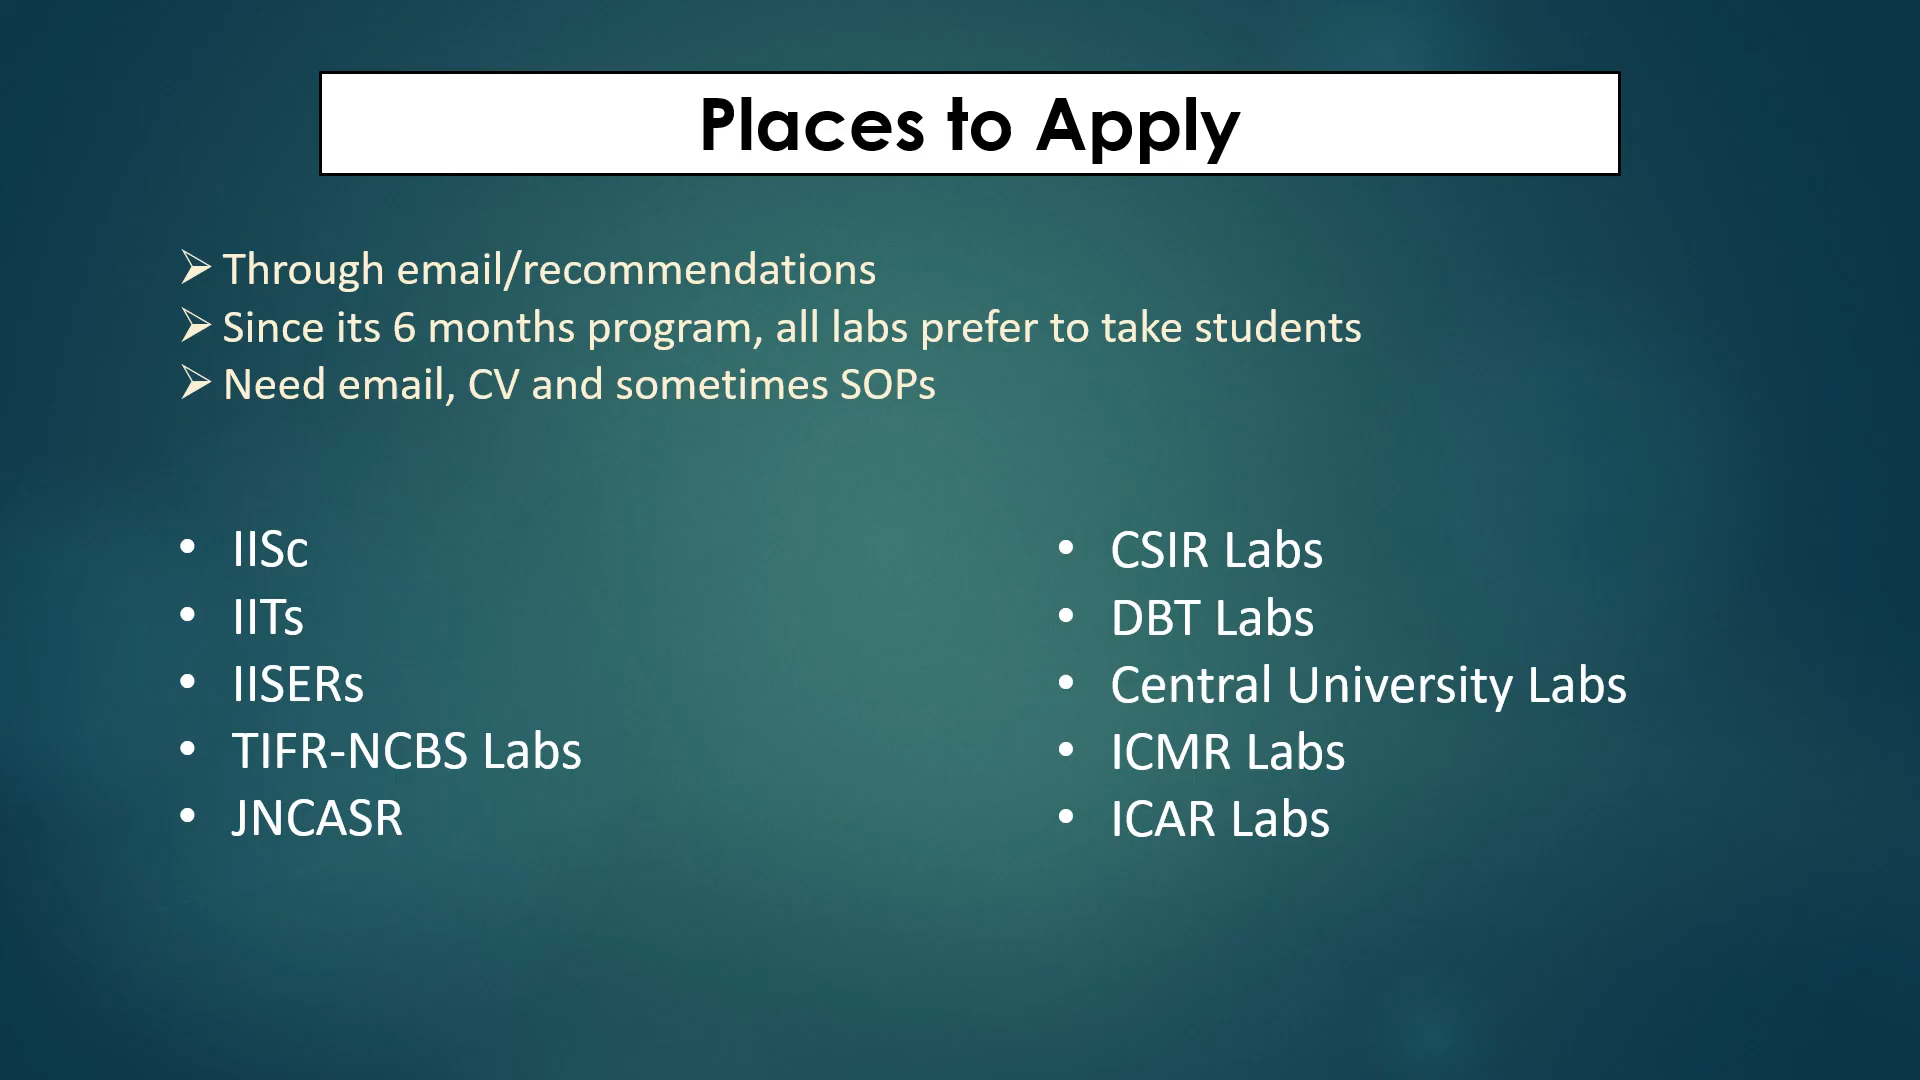 Places to Apply
Through email/recommendations
Since its 6 months program, all labs prefer to take students
Need email, CV and sometimes SOPs
IISc
IITs
IISERs
TIFR-NCBS Labs
JNCASR
CSIR Labs
DBT Labs
Central University Labs
ICMR Labs
ICAR Labs